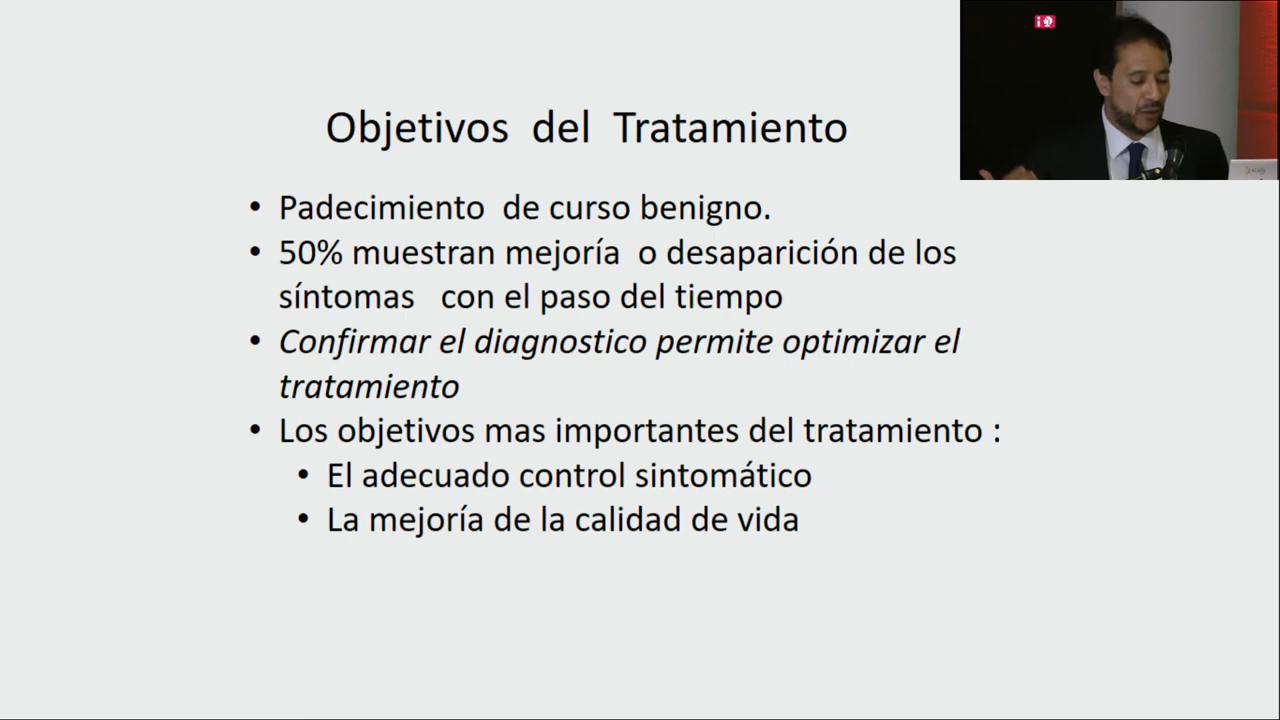 Objetivos del Tratamiento
• Padecimiento de curso benigno.
• 50% muestran mejoría o desaparición de los
síntomas con el paso del tiempo
• Confirmar el diagnostico permite optimizar el
tratamiento
• Los objetivos mas importantes del tratamiento :
• El adecuado control sintomático
• La mejoría de la calidad de vida